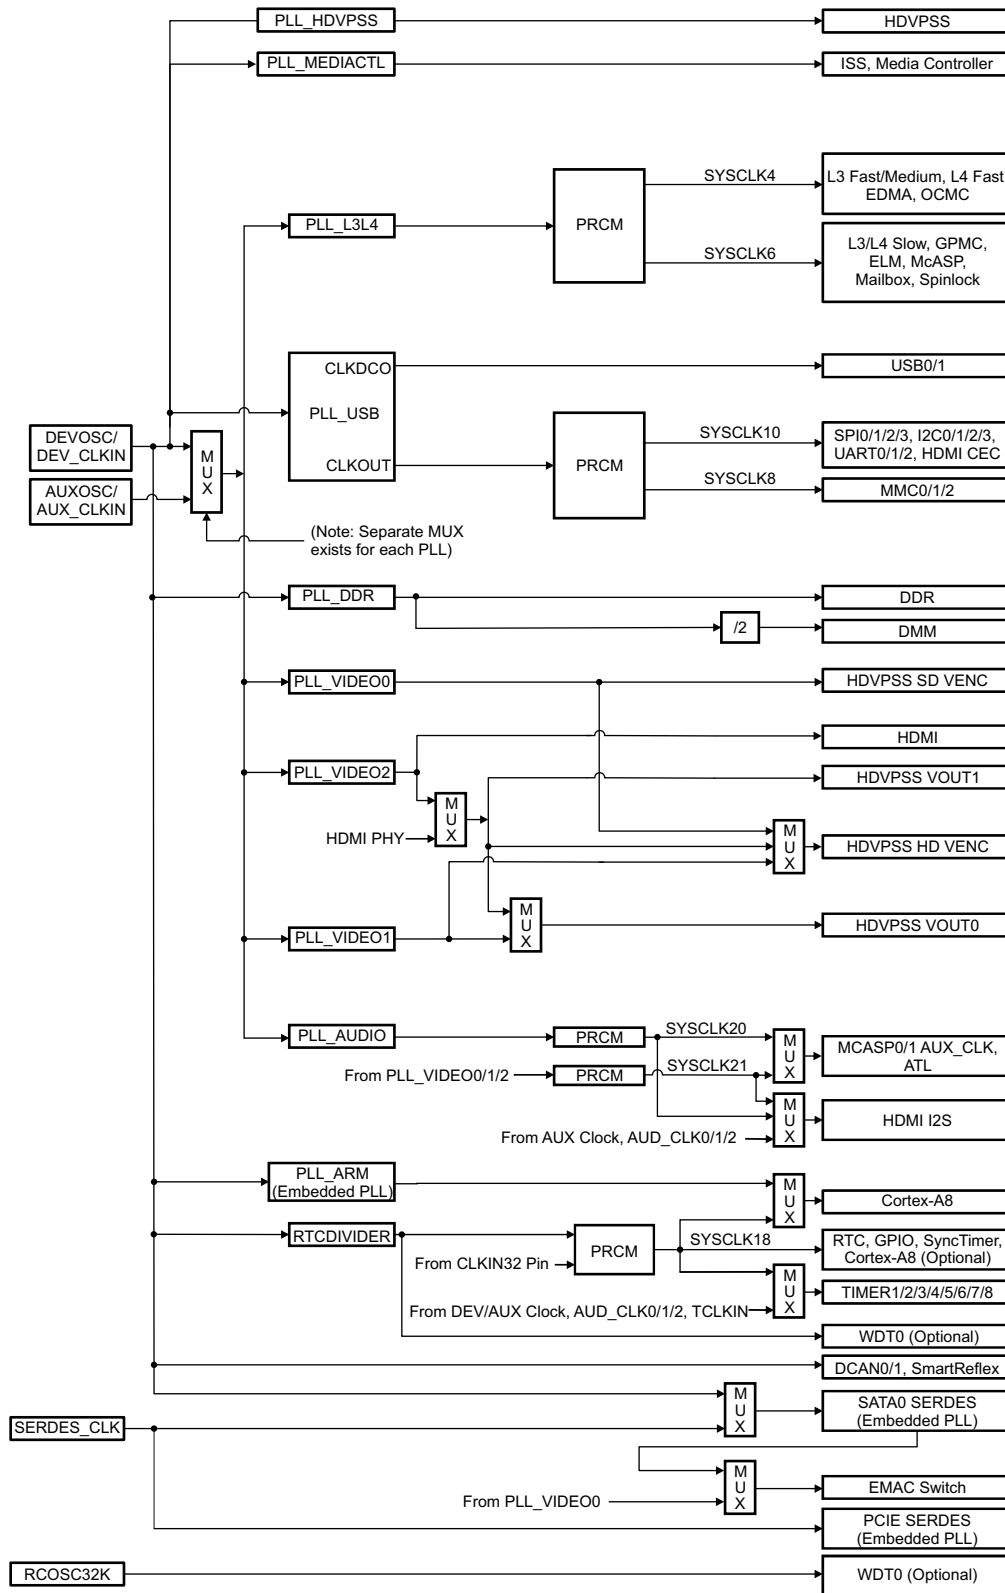 PLL_HDVPSS
HDVPSS
PLL_MEDIACTL
ISS, Media Controller
SYSCLK4
L3 Fast/Medium, L4 Fast
EDMA, OCMC
PLL_L3L4
PRCM
SYSCLK6
L3/L4 Slow, GPMC,
ELM, McASP,
Mailbox, Spinlock
CLKDCO
USB0/1
PLL_USB
DEVOSC/
DEV_CLKIN
M
U
X
CLKOUT
PRCM
SYSCLK10
SPI0/1/2/3, I2C0/1/2/3,
UART0/1/2, HDMI CEC
AUXOSC/
AUX_CLKIN
SYSCLK8
MMC0/1/2
(Note: Separate MUX
exists for each PLL)
PLL_DDR
DDR
/2
DMM
PLL_VIDEO0
HDVPSS SD VENC
HDMI
PLL_VIDEO2
HDVPSS VOUT1
M
U
X
HDMI PHY
M
U
X
HDVPSS HD VENC
M
U
X
PLL_VIDEO1
HDVPSS VOUT0
PLL_AUDIO
PRCM
SYSCLK20
M
U
X
MCASP0/1 AUX_CLK,
ATL
From PLL_VIDEO0/1/2
PRCM
SYSCLK21
M
U
X
HDMI I2S
From AUX Clock, AUD_CLK0/1/2
PLL_ARM
(Embedded PLL)
M
U
X
Cortex-A8
RTCDIVIDER
PRCM
SYSCLK18
RTC, GPIO, SyncTimer,
Cortex-A8 (Optional)
From CLKIN32 Pin
M
U
X
TIMER1/2/3/4/5/6/7/8
From DEV/AUX Clock, AUD_CLK0/1/2, TCLKIN
WDT0 (Optional)
DCAN0/1, SmartReflex
M
U
X
SATA0 SERDES
(Embedded PLL)
SERDES_CLK
M
U
X
EMAC Switch
From PLL_VIDEO0
PCIE SERDES
(Embedded PLL)
RCOSC32K
WDT0 (Optional)